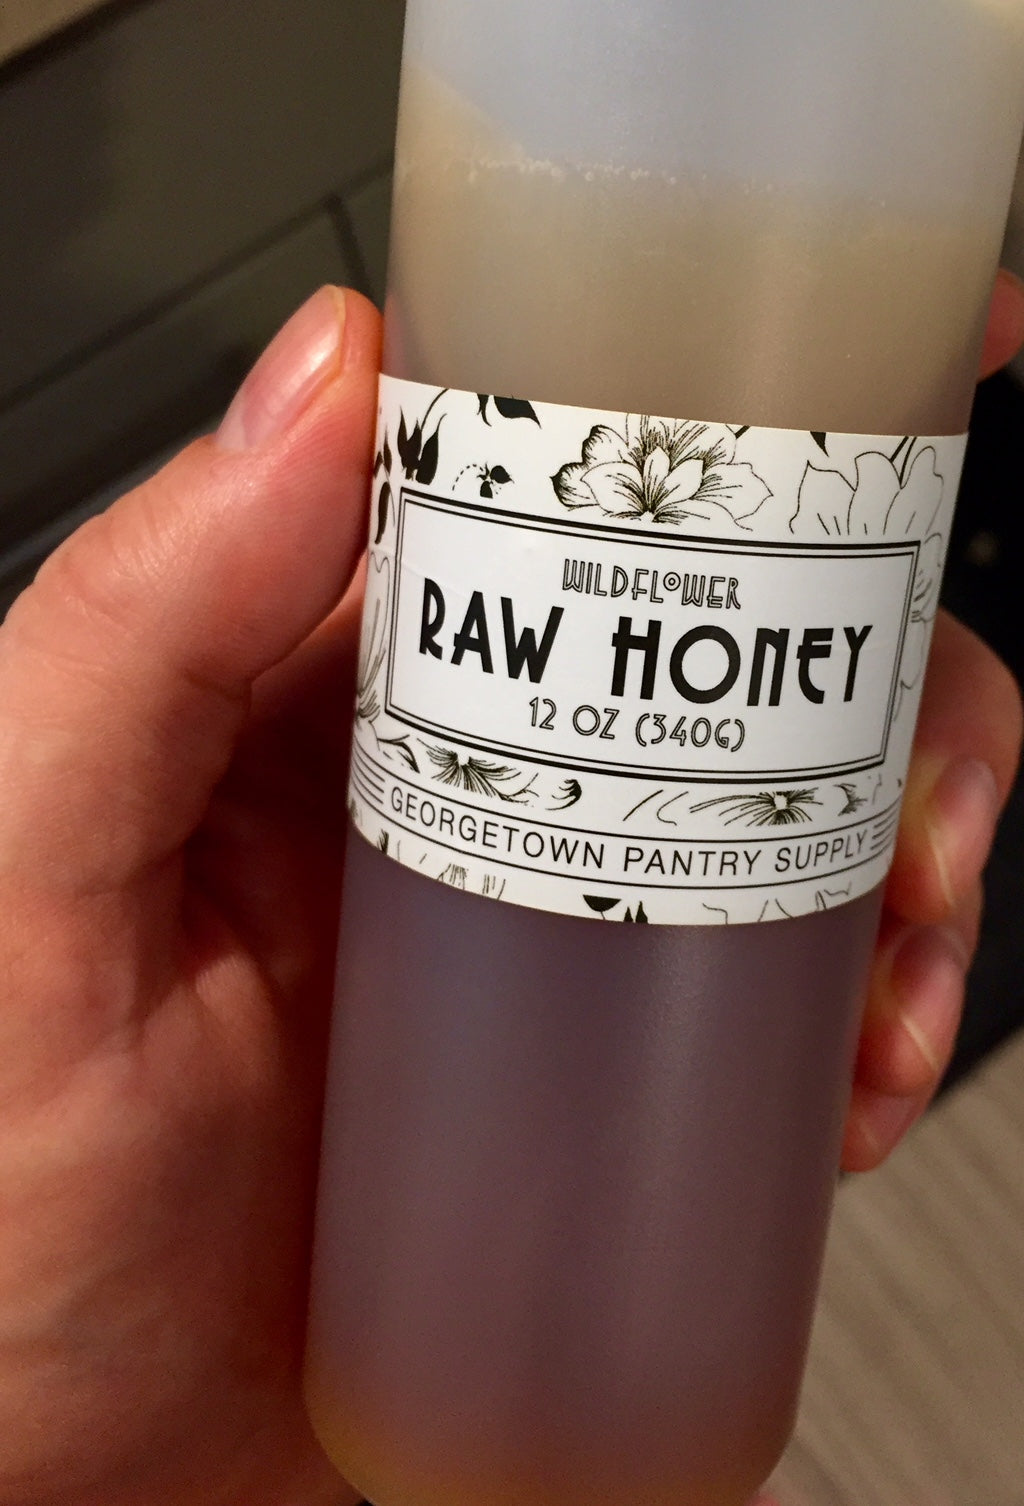 WILDFLOWER
RAW HONEY
12 OZ (340G)
GEORGETOWN PANTRY SUPPLY